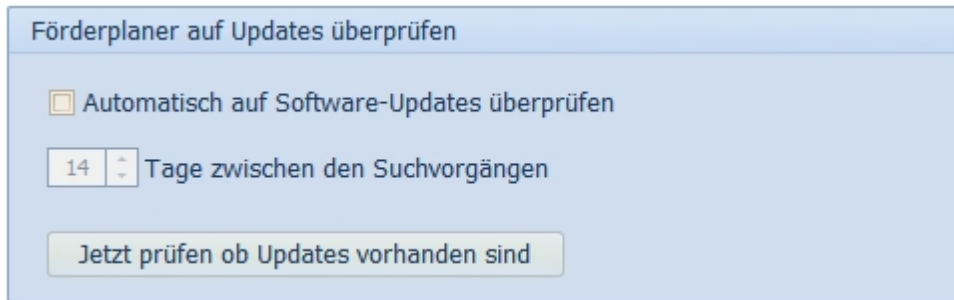 Förderplaner auf Updates überprüfen
Automatisch auf Software-Updates überprüfen
14 Tage zwischen den Suchvorgängen
Jetzt prüfen ob Updates vorhanden sind